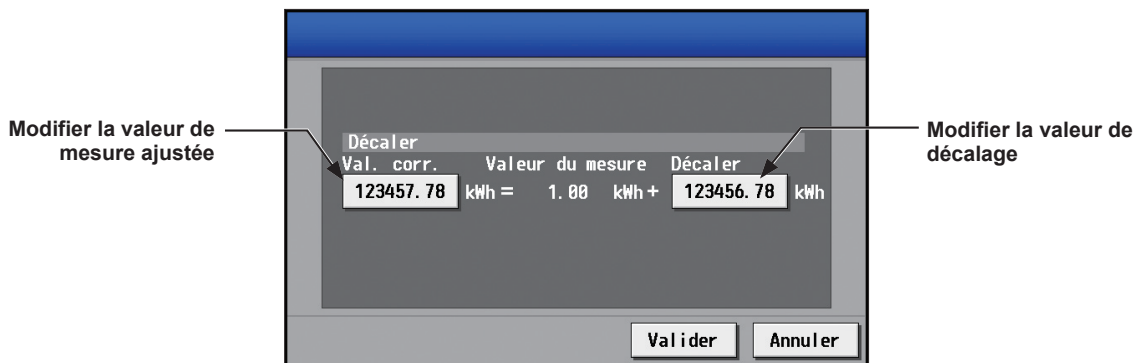 Décaler
Val. corr. Valeur du mesure Décaler
123457.78 kWh = 1.00 kWh + 123456.78 kWh
Valider Annuler
Modifier la valeur de
mesure ajustée
Modifier la valeur de
décalage